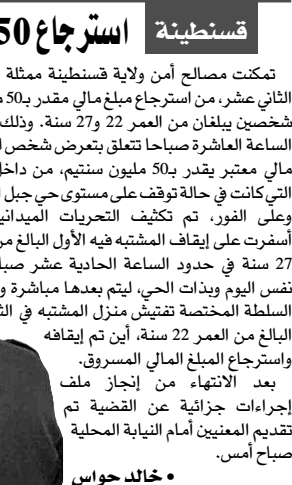 قسنطينة
استرجاع 50
تمكنت مصالح أمن ولاية قسنطينة ممثلة
الثاني عشر، من استرجاع مبلغ مالي مقدر بـ50
شخصين يبلغان من العمر 22 و27 سنة. وذلك
الساعة العاشرة صباحا تتعلق بتعرض شخص
مالي معتبر يقدر بـ50 مليون سنتيم، من داخل
التي كانت في حالة توقف على مستوى حي جبل
وعلى الفور، تم تكثيف التحريات الميدانية
أسفرت على إيقاف المشتبه فيه الأول البالغ من
27 سنة في حدود الساعة الحادية عشر
نفس اليوم وبذات الحي، ليتم بعدها مباشرة
السلطة المختصة تفتيش منزل المشتبه في
البالغ من العمر 22 سنة، أين تم إيقافه
واسترجاع المبلغ المالي المسروق.
بعد الانتهاء من إنجاز ملف
إجراءات جزائية عن القضية تم
تقديم المعنيين أمام النيابة المحلية
صباح أمس.
• خالد حواس